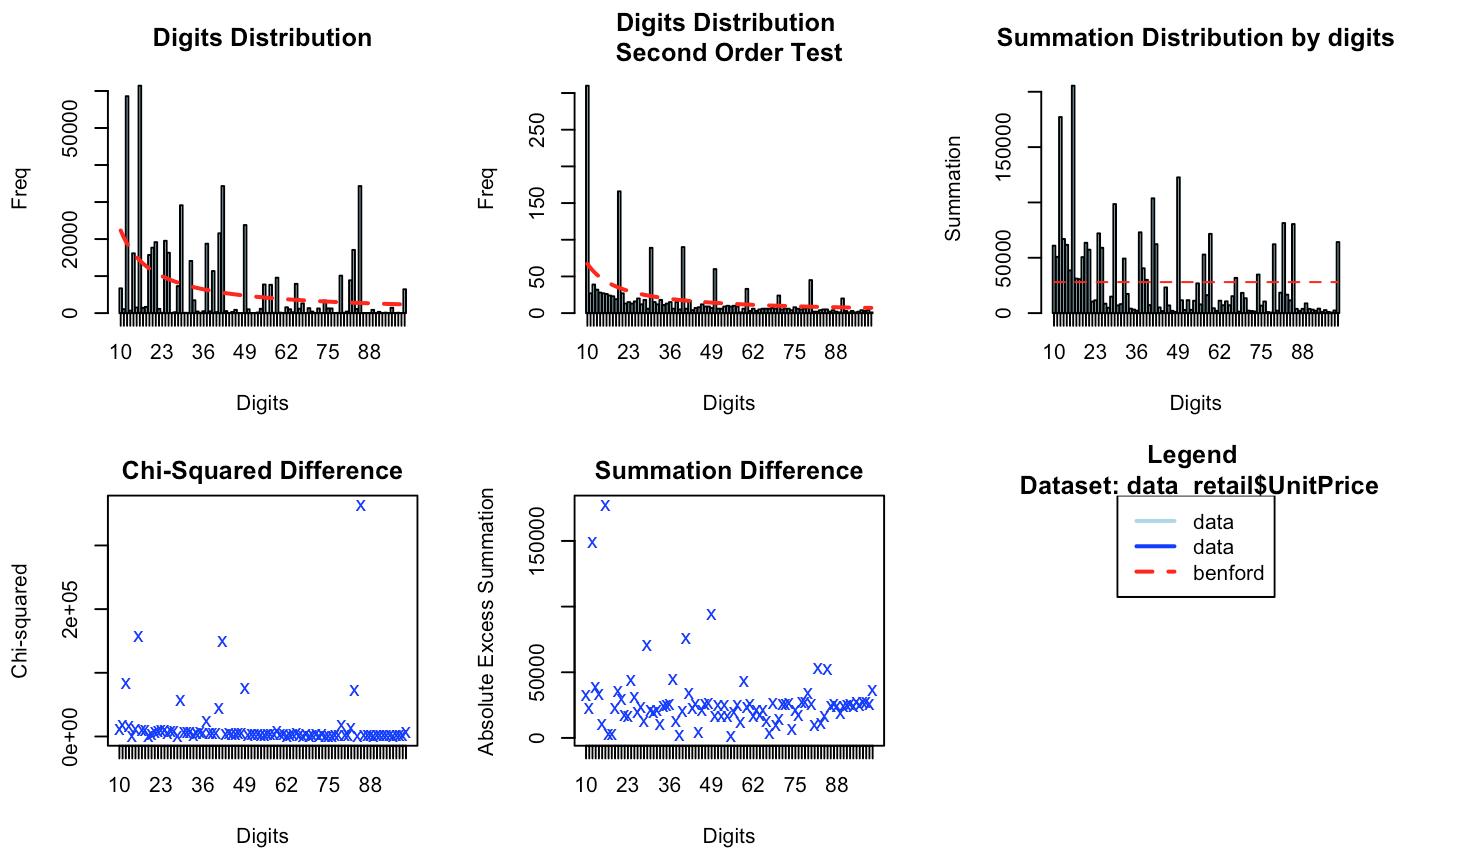 Digits Distribution
Freq
0
20000
50000
10 23 36 49 62 75 88
Digits
Digits Distribution
Second Order Test
Freq
0
50
150
250
10 23 36 49 62 75 88
Digits
Summation Distribution by digits
Summation
0
50000
150000
10 23 36 49 62 75 88
Digits
Chi-Squared Difference
Chi-squared
0e+00
2e+05
10 23 36 49 62 75 88
Digits
Summation Difference
Absolute Excess Summation
0
50000
150000
10 23 36 49 62 75 88
Digits
Legend
Dataset: data_retail$UnitPrice
data
data
benford